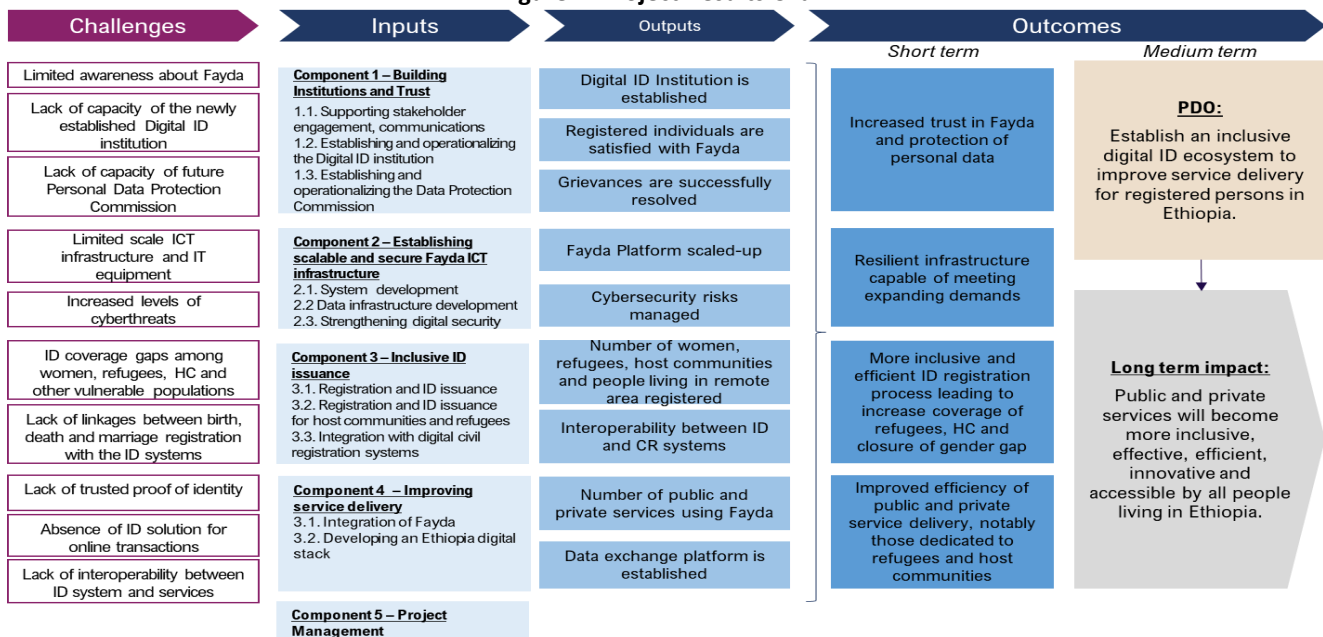 Challenges
Inputs
Outputs
Outcomes
Short term
Medium term
Limited awareness about Fayda
Lack of capacity of the newly
established Digital ID
institution
Lack of capacity of future
Personal Data Protection
Commission
Limited scale ICT
infrastructure and IT
equipment
Increased levels of
cyberthreats
ID coverage gaps among
women, refugees, HC and
other vulnerable populations
Lack of linkages between birth,
death and marriage registration
with the ID systems
Lack of trusted proof of identity
Absence of ID solution for
online transactions
Lack of interoperability between
ID system and services
Component 1 – Building
Institutions and Trust
1.1. Supporting stakeholder
engagement, communications
1.2. Establishing and operationalizing
the Digital ID institution
1.3. Establishing and
operationalizing the Data Protection
Commission
Component 2 – Establishing
scalable and secure Fayda ICT
infrastructure
2.1. System development
2.2 Data infrastructure development
2.3. Strengthening digital security
Component 3 – Inclusive ID
issuance
3.1. Registration and ID issuance
3.2. Registration and ID issuance
for host communities and refugees
3.3. Integration with digital civil
registration systems
Component 4 – Improving
service delivery
3.1. Integration of Fayda
3.2. Developing an Ethiopia digital
stack
Component 5 – Project
Management
Digital ID Institution is
established
Registered individuals are
satisfied with Fayda
Grievances are successfully
resolved
Fayda Platform scaled-up
Cybersecurity risks
managed
Number of women,
refugees, host communities
and people living in remote
area registered
Interoperability between ID
and CR systems
Number of public and
private services using Fayda
Data exchange platform is
established
Increased trust in Fayda
and protection of
personal data
Resilient infrastructure
capable of meeting
expanding demands
More inclusive and
efficient ID registration
process leading to
increase coverage of
refugees, HC and
closure of gender gap
Improved efficiency of
public and private
service delivery, notably
those dedicated to
refugees and host
communities
PDO:
Establish an inclusive
digital ID ecosystem to
improve service delivery
for registered persons in
Ethiopia.
Long term impact:
Public and private
services will become
more inclusive,
effective, efficient,
innovative and
accessible by all people
living in Ethiopia.